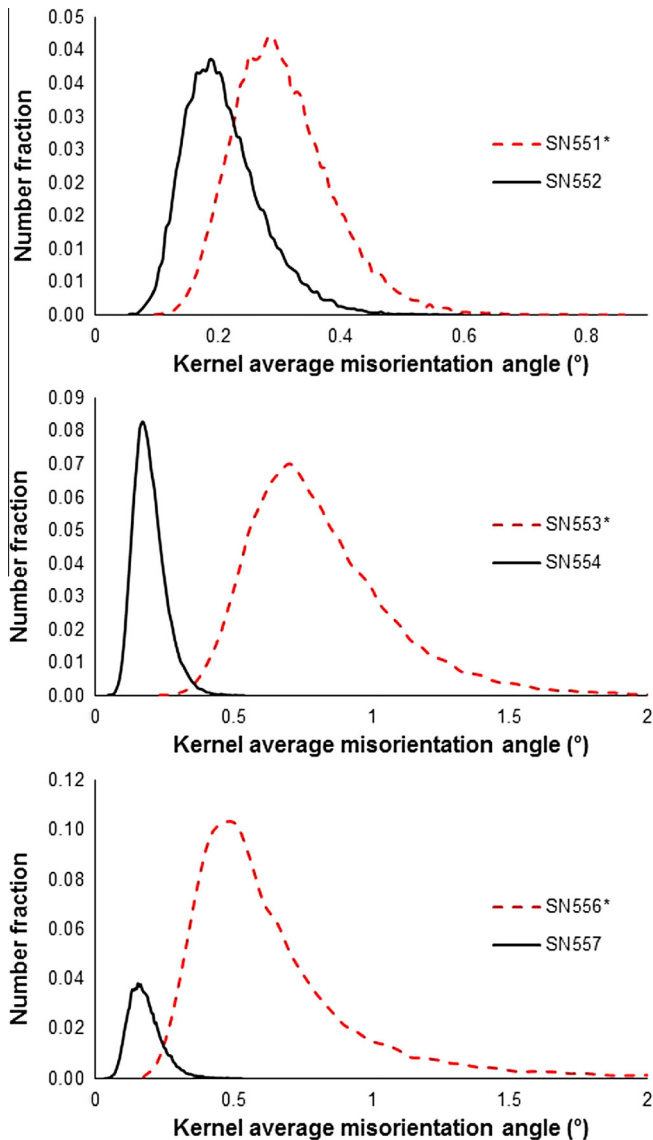 0.05
0.04
0.04
0.03
0.03
0.02
0.02
0.01
0.01
0.00
Number fraction
SN551*
SN552
0 0.2 0.4 0.6 0.8
Kernel average misorientation angle (°)
0.09
0.08
0.07
0.06
0.05
0.04
0.03
0.02
0.01
0.00
Number fraction
SN553*
SN554
0 0.5 1 1.5 2
Kernel average misorientation angle (°)
0.12
0.10
0.08
0.06
0.04
0.02
0.00
Number fraction
SN556*
SN557
0 0.5 1 1.5 2
Kernel average misorientation angle (°)